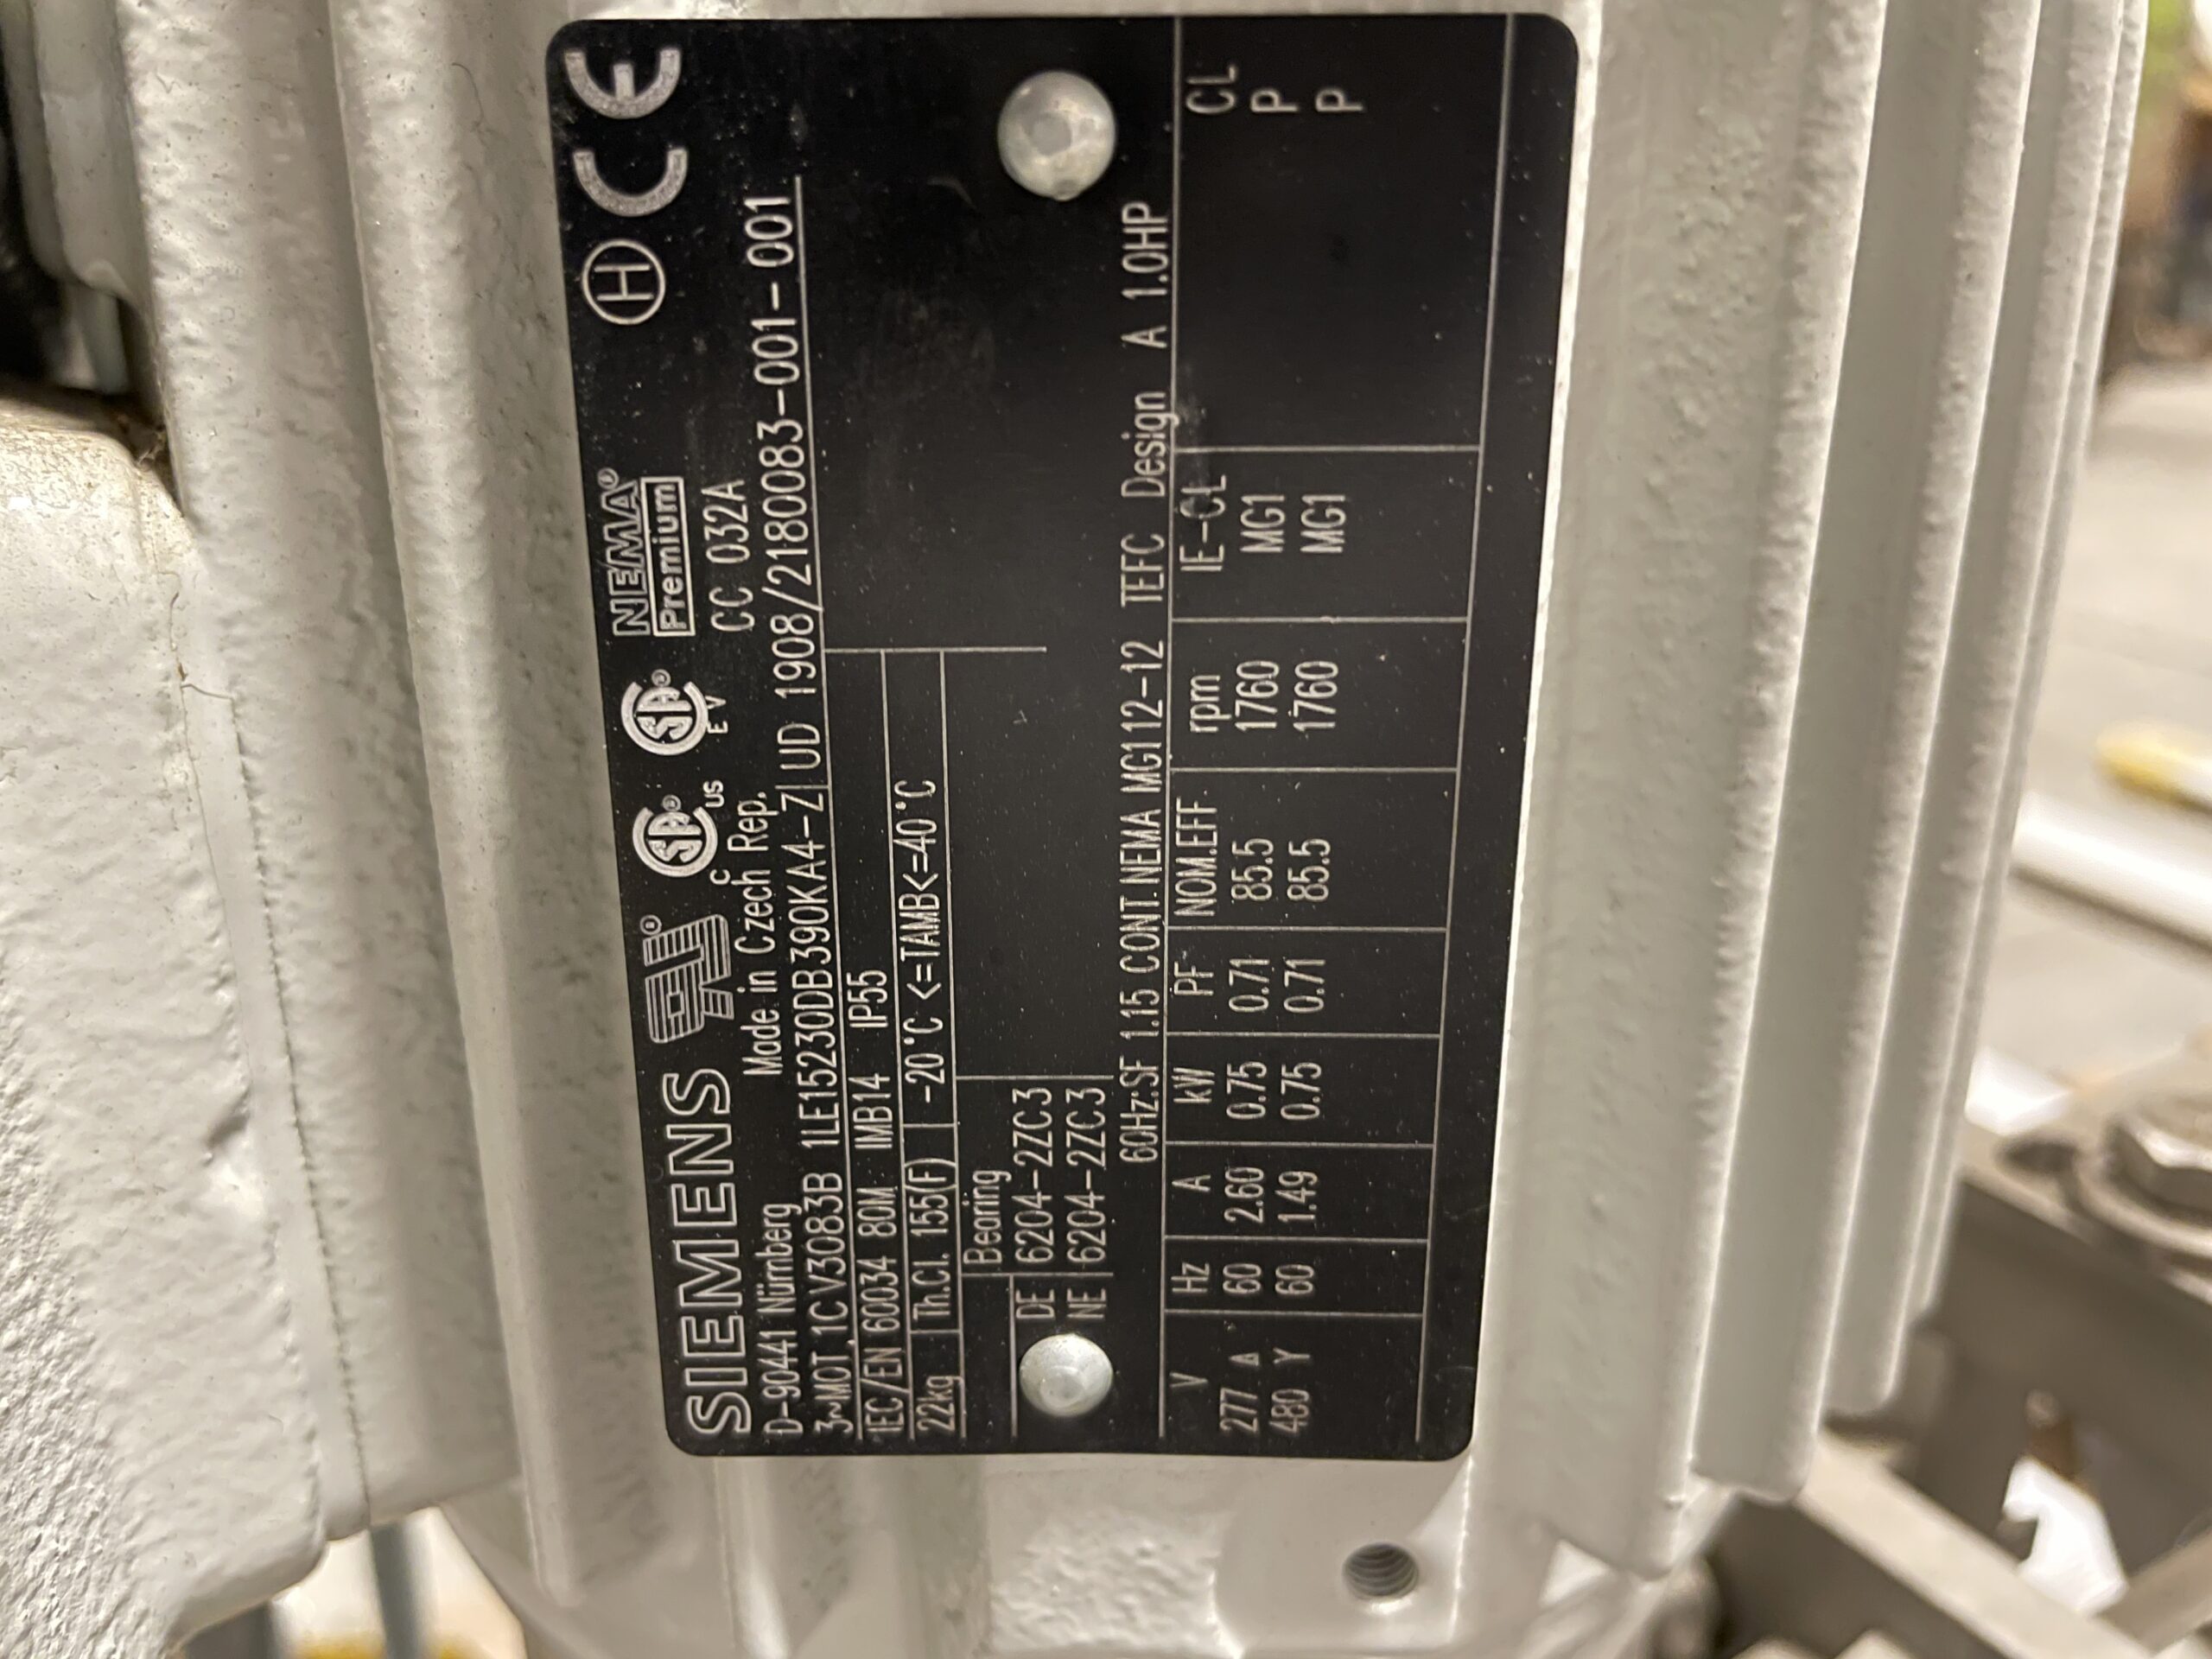 SIEMENS ® ® C US ® E V NEMA® Premium H CE
D-90441 Nürnberg Made in Czech Rep. CC 032A
3~MOT. 1CV3083B 1LE15230DB390KA4-Z UD 1908/2180083-001-001
IEC/EN 60034 80M IMB14 IP55
22kg Th.Cl. 155(F) -20°C <=TAMB<=40°C
Bearing
DE 6204-2ZC3
NE 6204-2ZC3
60Hz:SF 1.15 CONT.NEMA MG112-12 TEFC Design A 1.0HP
V Hz A kW PF NOM.EFF rpm IE-CL CL
277 Δ 60 2.60 0.75 0.71 85.5 1760 MG1 P
480 Y 60 1.49 0.75 0.71 85.5 1760 MG1 P